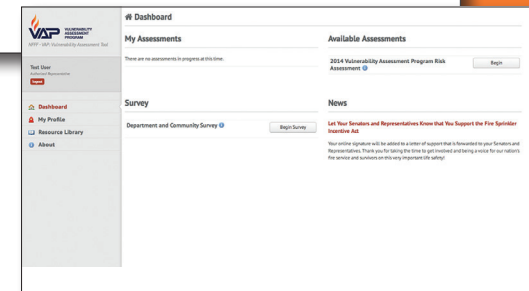 VAP VULNERABILITY
ASSESSMENT
PROGRAM
NFFF - VAP: Vulnerability Assessment Tool
Test User
Authorized Representative
logout
Dashboard
My Profile
Resource Library
About
Dashboard
My Assessments
There are no assessments in progress at this time.
Available Assessments
2014 Vulnerability Assessment Program Risk
Assessment
Begin
Survey
Department and Community Survey
Begin Survey
News
Let Your Senators and Representatives Know that You Support the Fire Sprinkler
Incentive Act
Your online signature will be added to a letter of support that is forwarded to your Senators and
Representatives. Thank you for taking the time to get involved and being a voice for our nation's
fire service and survivors on this very important life safety!